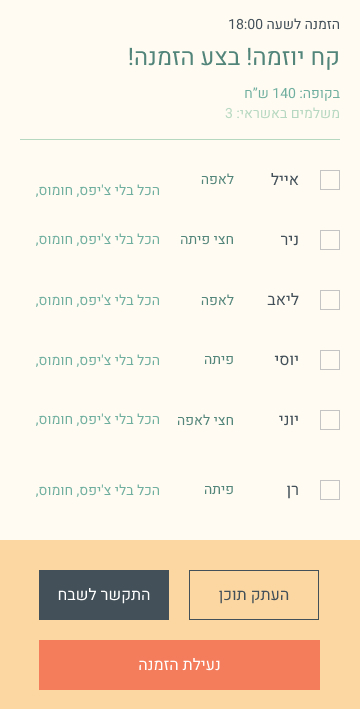 הזמנה לשעה 18:00
קח יוזמה! בצע הזמנה!
בקופה: 140 ש"ח
משלמים באשראי: 3
אייל לאפה הכל בלי צ'יפס, חומוס,
ניר חצי פיתה הכל בלי צ'יפס, חומוס,
ליאב לאפה הכל בלי צ'יפס, חומוס,
יוסי פיתה הכל בלי צ'יפס, חומוס,
יוני חצי לאפה הכל בלי צ'יפס, חומוס,
רן פיתה הכל בלי צ'יפס, חומוס,
העתק תוכן התקשר לשבח
נעילת הזמנה